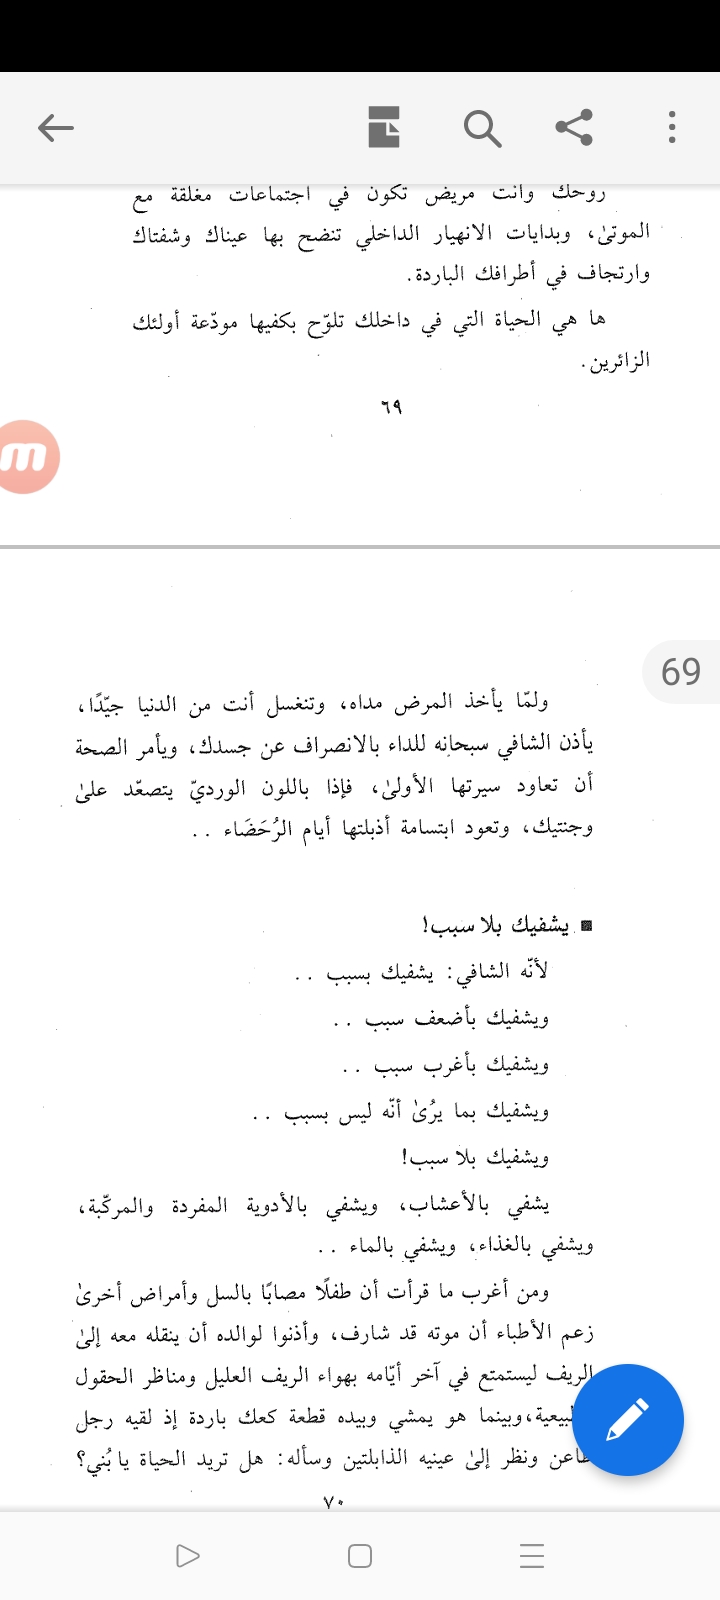 روحك وأنت مريض تكون في اجتماعات مغلقة مع
الموتىٰ، وبدايات الانهيار الداخلي تنضح بها عيناك وشفتاك
وارتجاف في أطرافك الباردة.
ها هي الحياة التي في داخلك تلوّح بكفيها مودّعة أولئك
الزائرين.
٦٩
69
ولمّا يأخذ المرض مداه، وتنغسل أنت من الدنيا جيّدًا،
يأذن الشافي سبحانه للداء بالانصراف عن جسدك، ويأمر الصحة
أن تعاود سيرتها الأولىٰ، فإذا باللون الورديّ يتصعّد علىٰ
وجنتيك، وتعود ابتسامة أذبلتها أيام الرُحَضَاء ..
■ يشفيك بلا سبب!
لأنّه الشافي: يشفيك بسبب ..
ويشفيك بأضعف سبب ..
ويشفيك بأغرب سبب ..
ويشفيك بما يرُىٰ أنّه ليس بسبب ..
ويشفيك بلا سبب!
يشفي بالأعشاب، ويشفي بالأدوية المفردة والمركّبة،
ويشفي بالغذاء، ويشفي بالماء ..
ومن أغرب ما قرأت أن طفلًا مصابًا بالسل وأمراض أخرىٰ
زعم الأطباء أن موته قد شارف، وأذنوا لوالده أن ينقله معه إلىٰ
الريف ليستمتع في آخر أيّامه بهواء الريف العليل ومناظر الحقول
الطبيعية، وبينما هو يمشي وبيده قطعة كعك باردة إذ لقيه رجل
طاعن ونظر إلىٰ عينيه الذابلتين وسأله: هل تريد الحياة يا بُني؟
٧٠